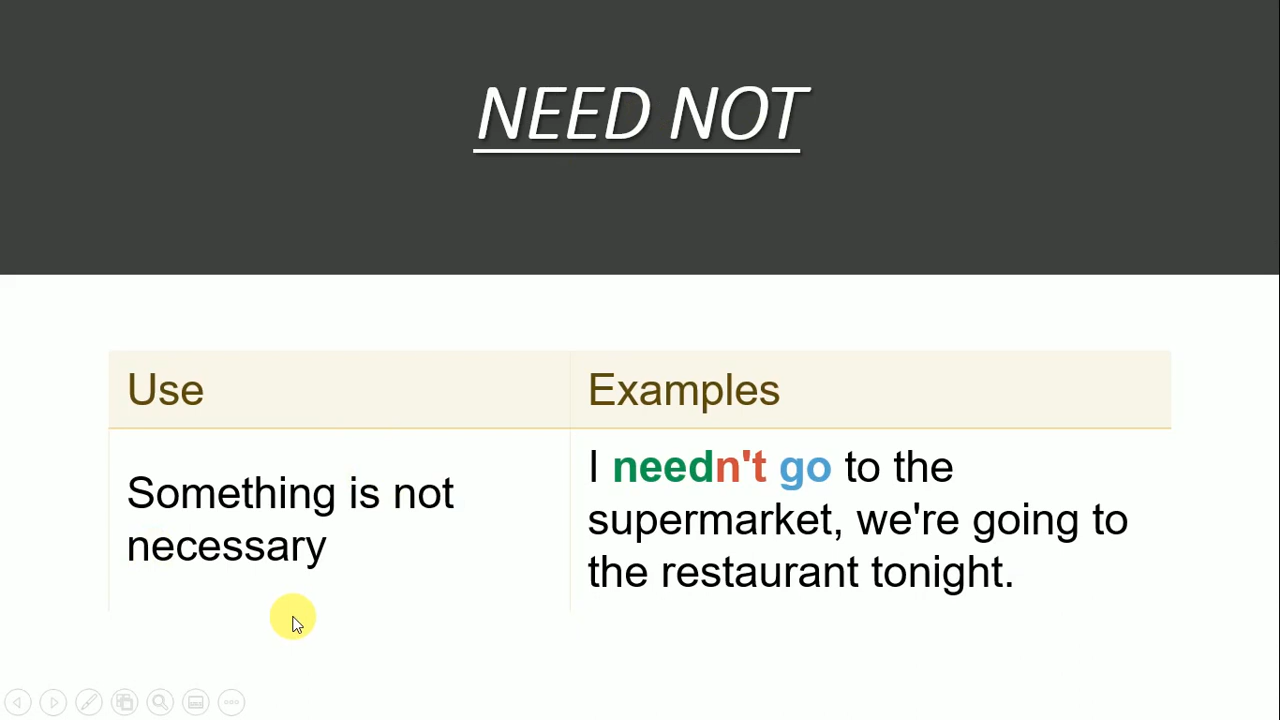 NEED NOT
Use
Examples
Something is not
necessary
I needn't go to the
supermarket, we're going to
the restaurant tonight.